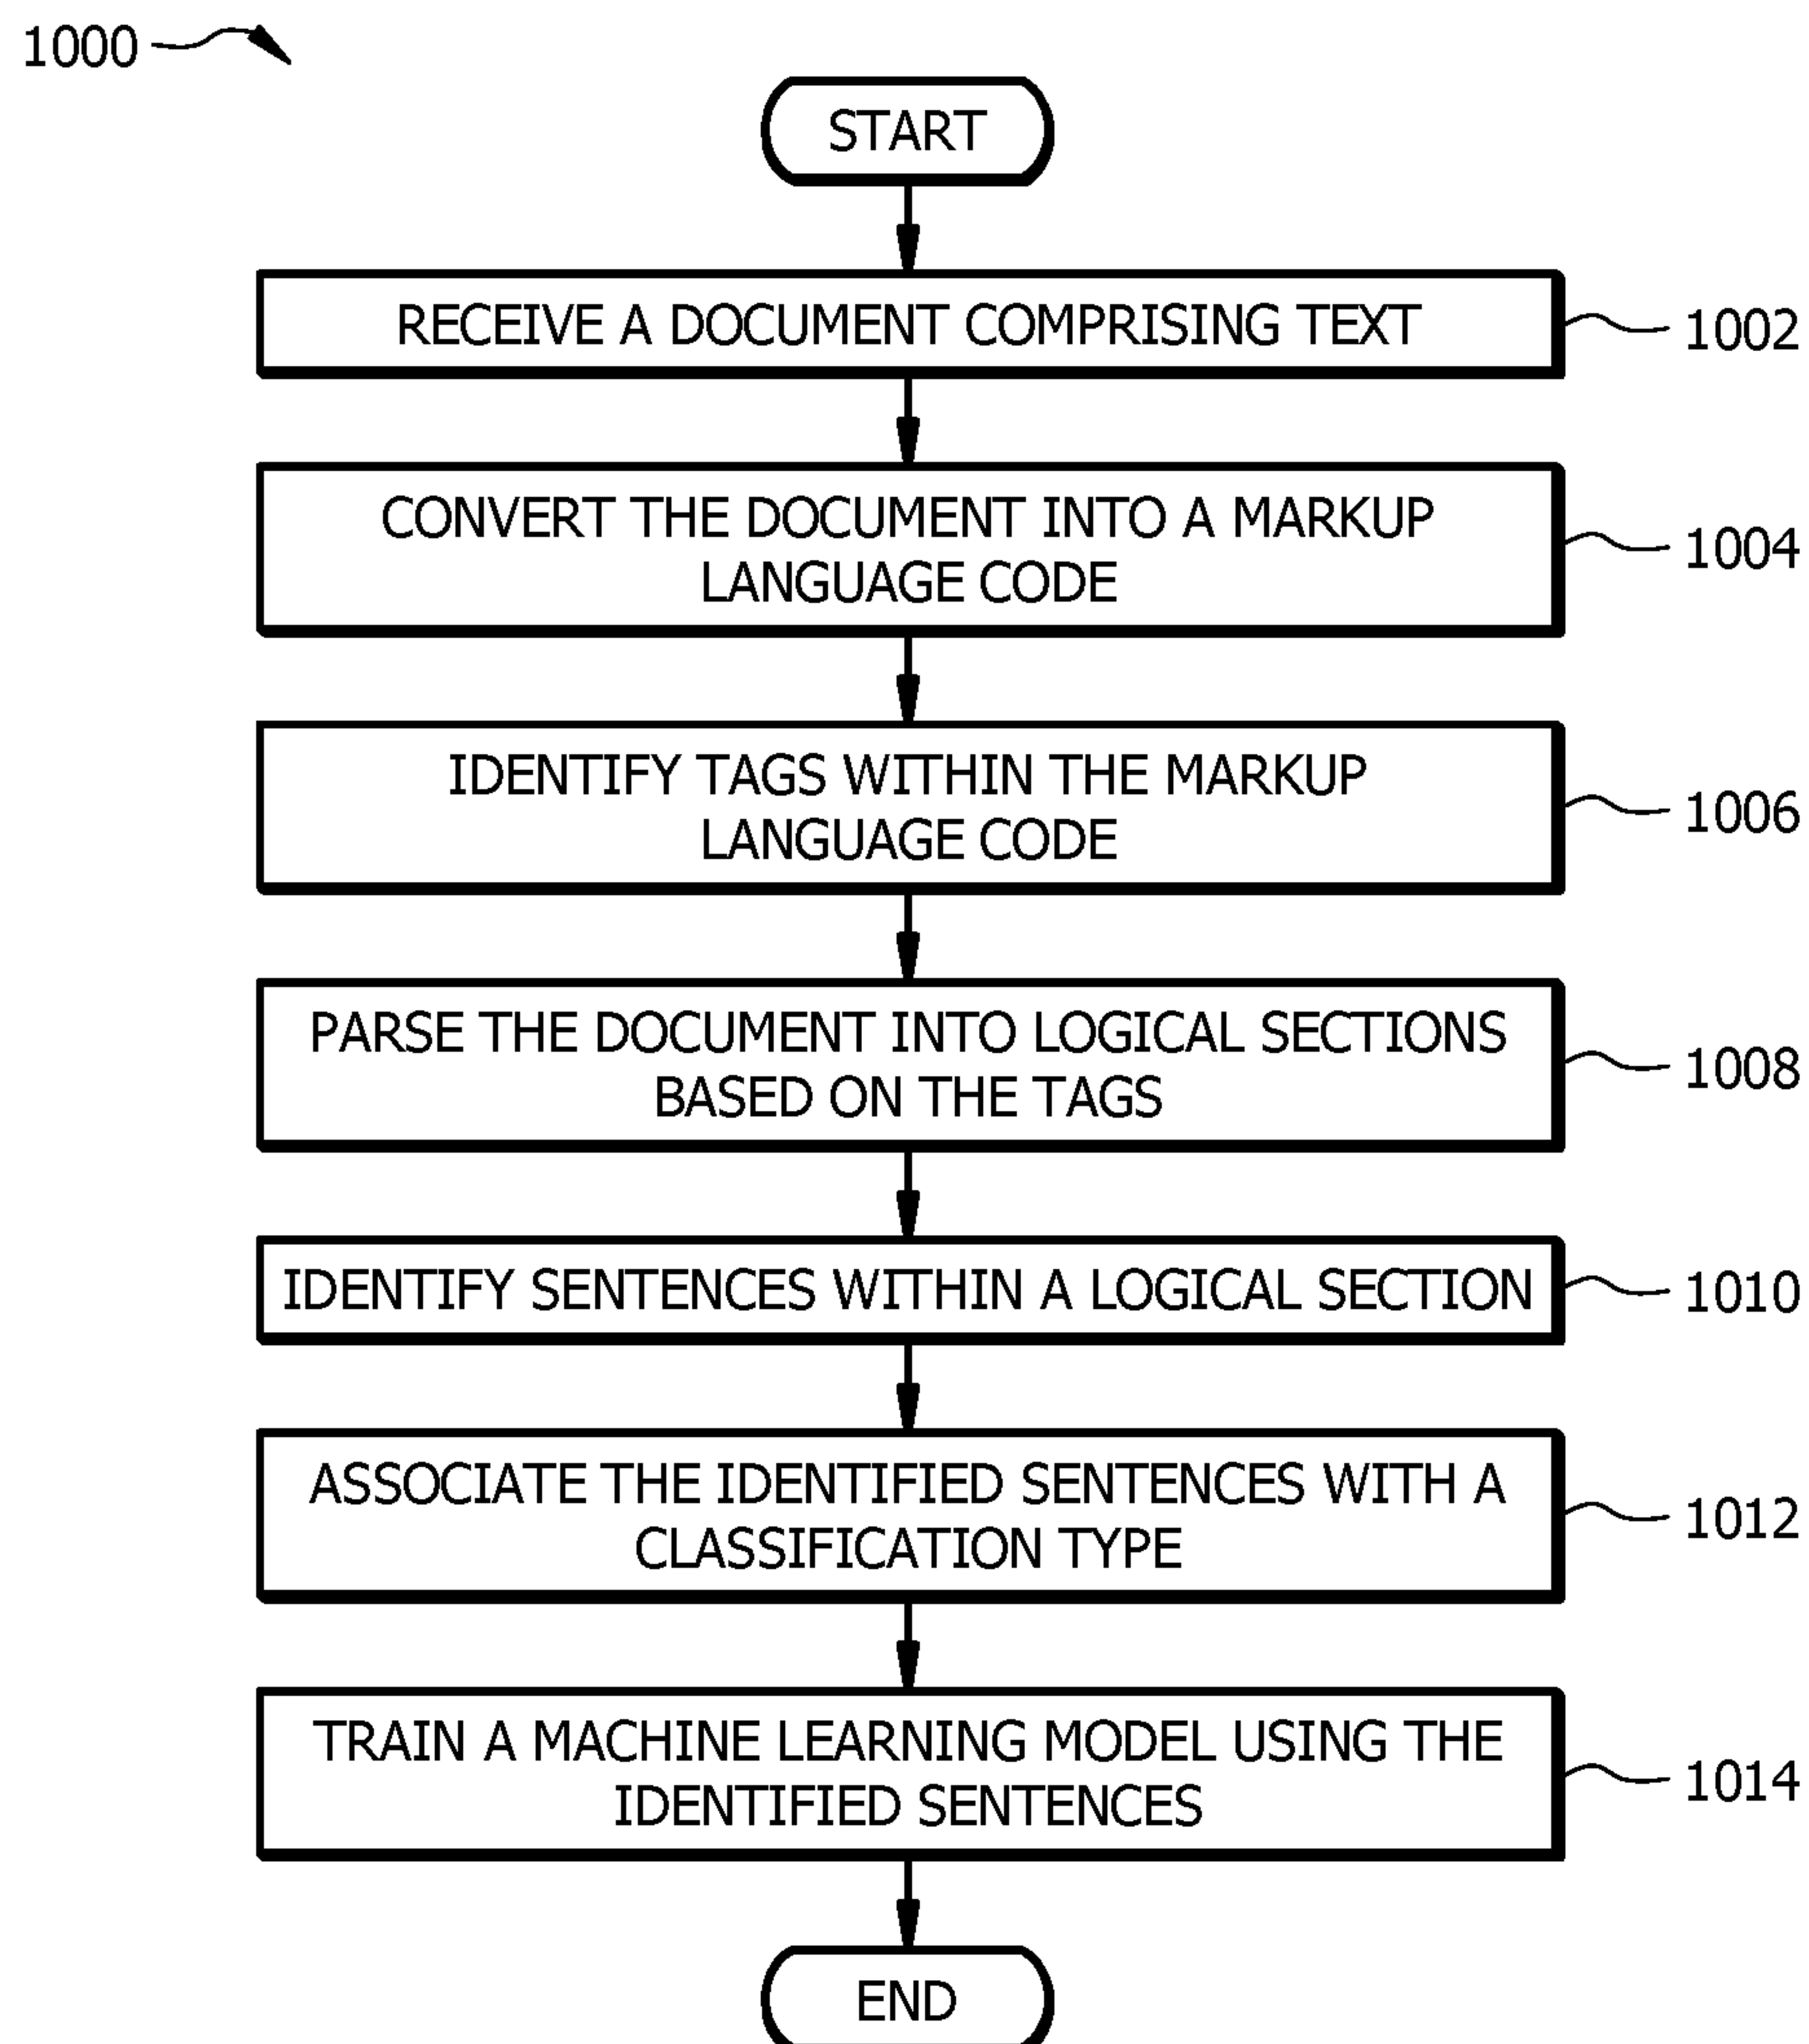 1000
START
RECEIVE A DOCUMENT COMPRISING TEXT
1002
CONVERT THE DOCUMENT INTO A MARKUP
LANGUAGE CODE
1004
IDENTIFY TAGS WITHIN THE MARKUP
LANGUAGE CODE
1006
PARSE THE DOCUMENT INTO LOGICAL SECTIONS
BASED ON THE TAGS
1008
IDENTIFY SENTENCES WITHIN A LOGICAL SECTION
1010
ASSOCIATE THE IDENTIFIED SENTENCES WITH A
CLASSIFICATION TYPE
1012
TRAIN A MACHINE LEARNING MODEL USING THE
IDENTIFIED SENTENCES
1014
END